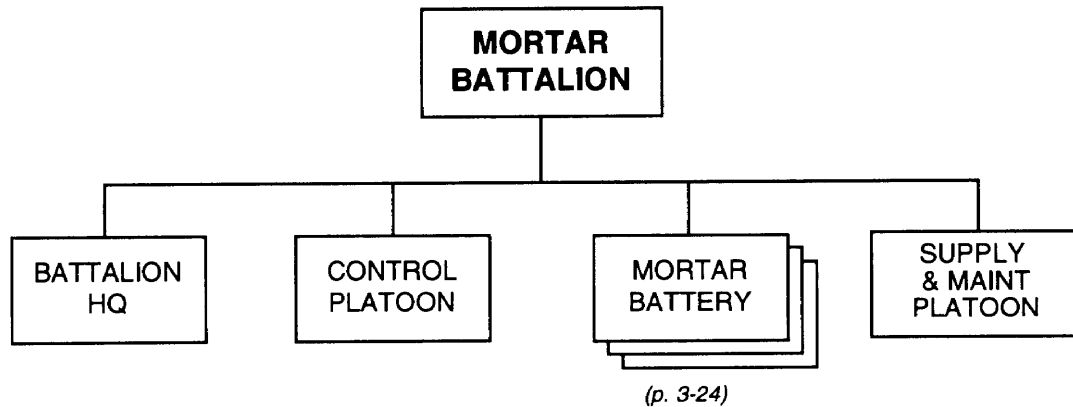 MORTAR
BATTALION
BATTALION
HQ
CONTROL
PLATOON
MORTAR
BATTERY
SUPPLY
& MAINT
PLATOON
(p. 3-24)